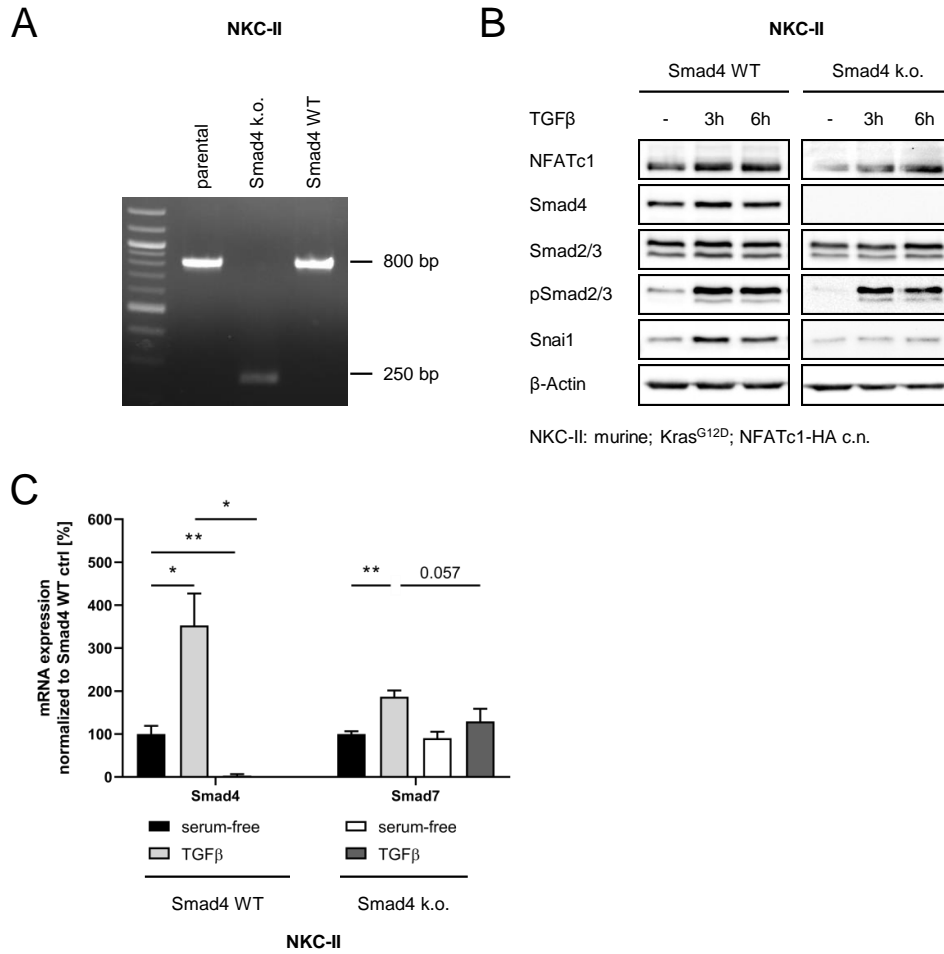 A
NKC-II
parental
Smad4 k.o.
Smad4 WT
800 bp
250 bp
B
NKC-II
Smad4 WT Smad4 k.o.
TGFβ - 3h 6h - 3h 6h
NFATc1
Smad4
Smad2/3
pSmad2/3
Snai1
β-Actin
NKC-II: murine; KrasG12D; NFATc1-HA c.n.
C
mRNA expression
normalized to Smad4 WT ctrl [%]
600
500
400
300
200
100
0
*
**
*
** 0.057
Smad4 Smad7
serum-free serum-free
TGFβ TGFβ
Smad4 WT Smad4 k.o.
NKC-II